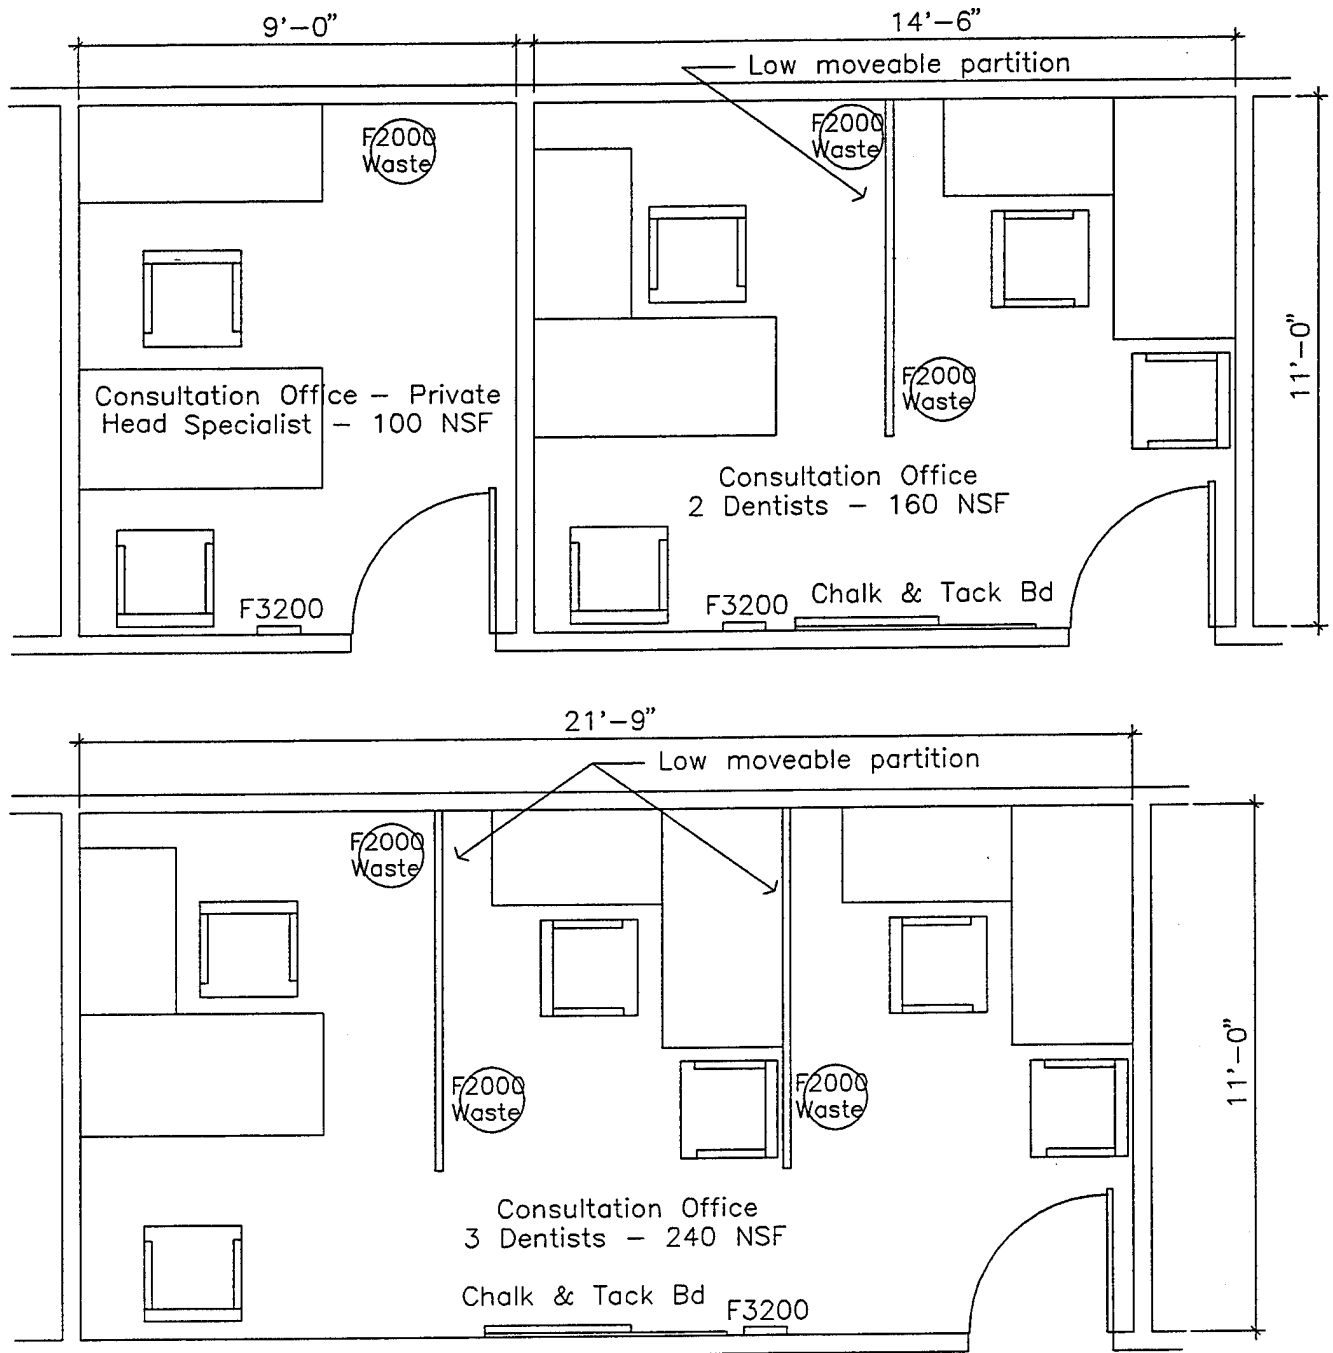 9'-0"
14'-6"
Low moveable partition
F2000
Waste
F2000
Waste
11'-0"
F2000
Waste
Consultation Office - Private
Head Specialist - 100 NSF
Consultation Office
2 Dentists - 160 NSF
F3200
F3200
Chalk & Tack Bd
21'-9"
Low moveable partition
F2000
Waste
F2000
Waste
F2000
Waste
11'-0"
Consultation Office
3 Dentists - 240 NSF
Chalk & Tack Bd
F3200